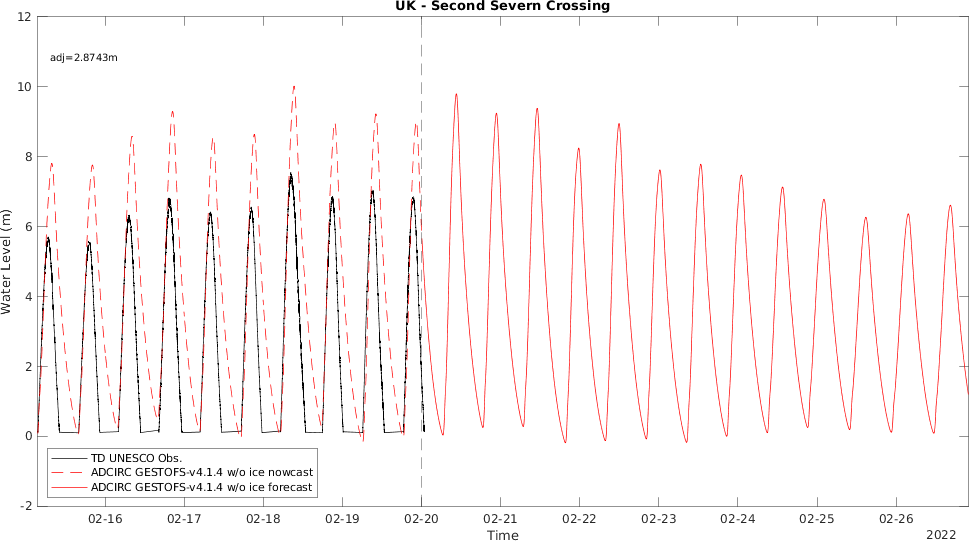 UK - Second Severn Crossing
12
adj=2.8743m
10
8
6
4
2
0
-2
Water Level (m)
TD UNESCO Obs.
ADCIRC GESTOFS-v4.1.4 w/o ice nowcast
ADCIRC GESTOFS-v4.1.4 w/o ice forecast
02-16 02-17 02-18 02-19 02-20 02-21 02-22 02-23 02-24 02-25 02-26
Time
2022